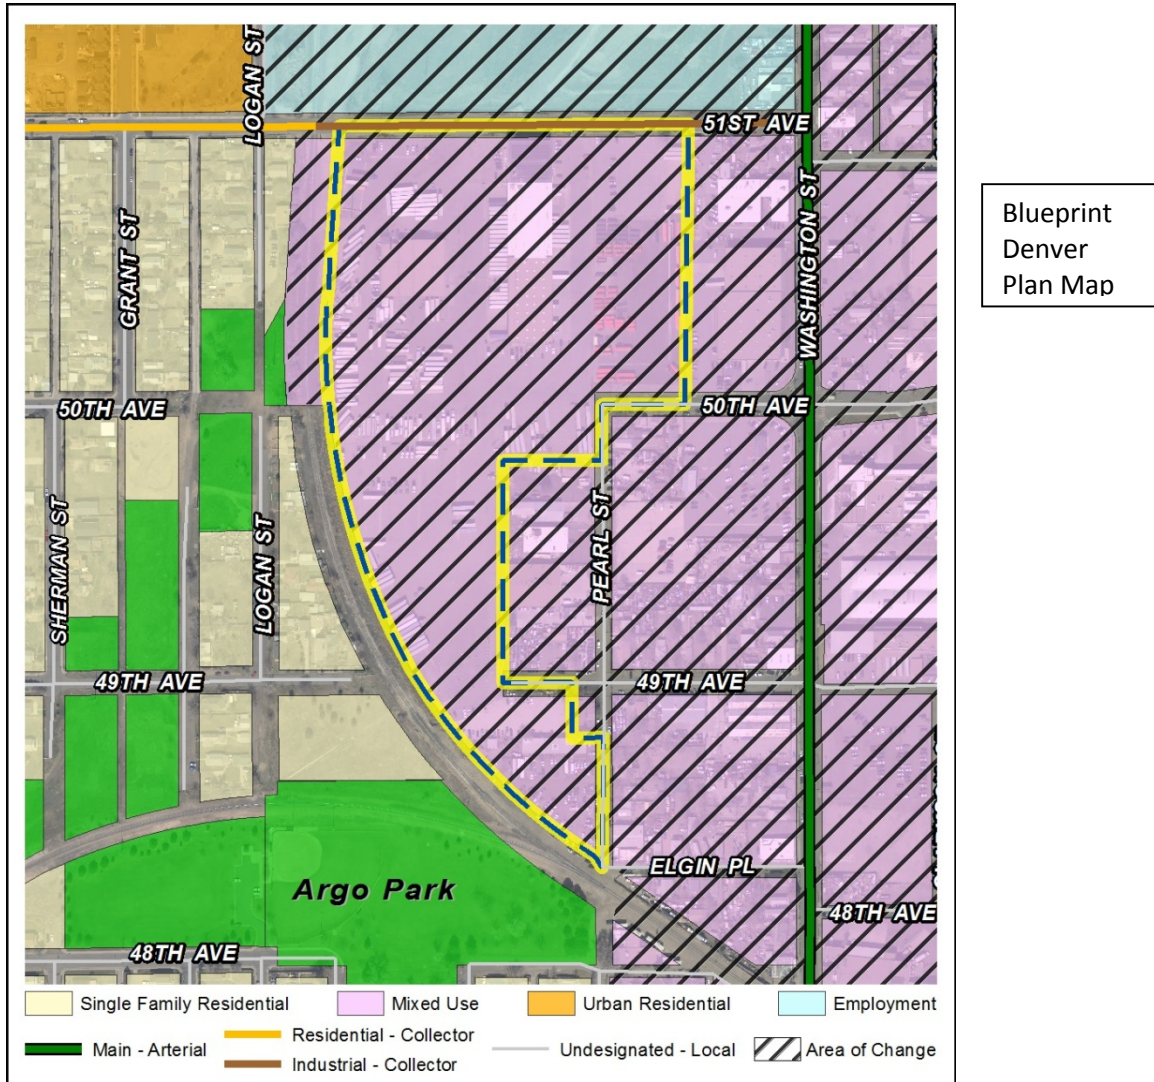 LOGAN ST
51ST AVE
GRANT ST
WASHINGTON ST
50TH AVE
50TH AVE
SHERMAN ST
LOGAN ST
PEARL ST
49TH AVE
49TH AVE
ELGIN PL
Argo Park
48TH AVE
48TH AVE
Single Family Residential
Mixed Use
Urban Residential
Employment
Main - Arterial
Residential - Collector
Industrial - Collector
Undesignated - Local
Area of Change
Blueprint
Denver
Plan Map